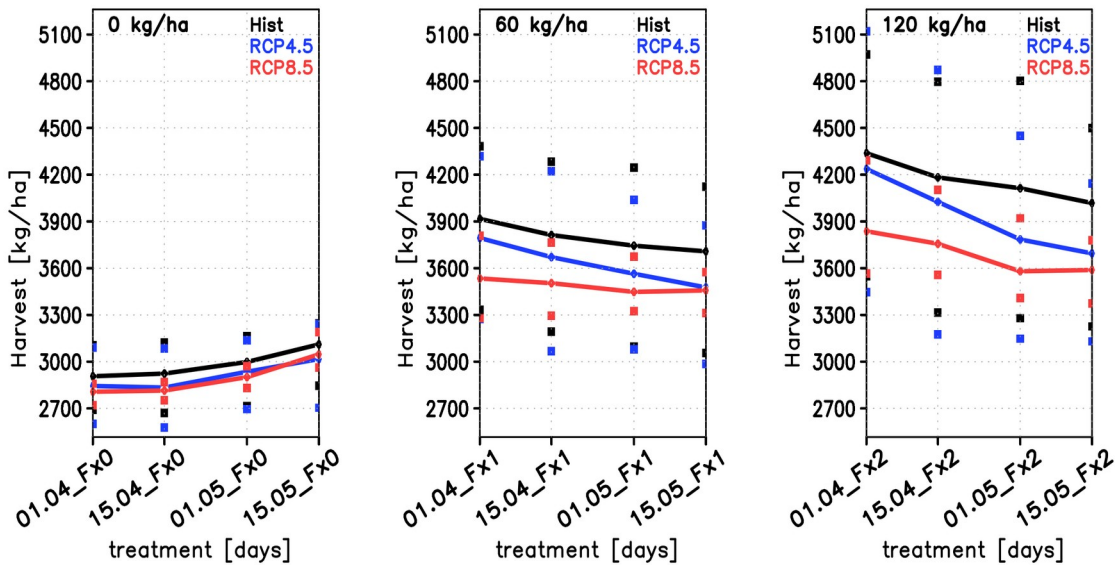 0 kg/ha
Hist
RCP4.5
RCP8.5
5100
4800
4500
4200
3900
3600
3300
3000
2700
Harvest [kg/ha]
01.04_Fx0
15.04_Fx0
01.05_Fx0
15.05_Fx0
treatment [days]
60 kg/ha
Hist
RCP4.5
RCP8.5
5100
4800
4500
4200
3900
3600
3300
3000
2700
Harvest [kg/ha]
01.04_Fx1
15.04_Fx1
01.05_Fx1
15.05_Fx1
treatment [days]
120 kg/ha
Hist
RCP4.5
RCP8.5
5100
4800
4500
4200
3900
3600
3300
3000
2700
Harvest [kg/ha]
01.04_Fx2
15.04_Fx2
01.05_Fx2
15.05_Fx2
treatment [days]